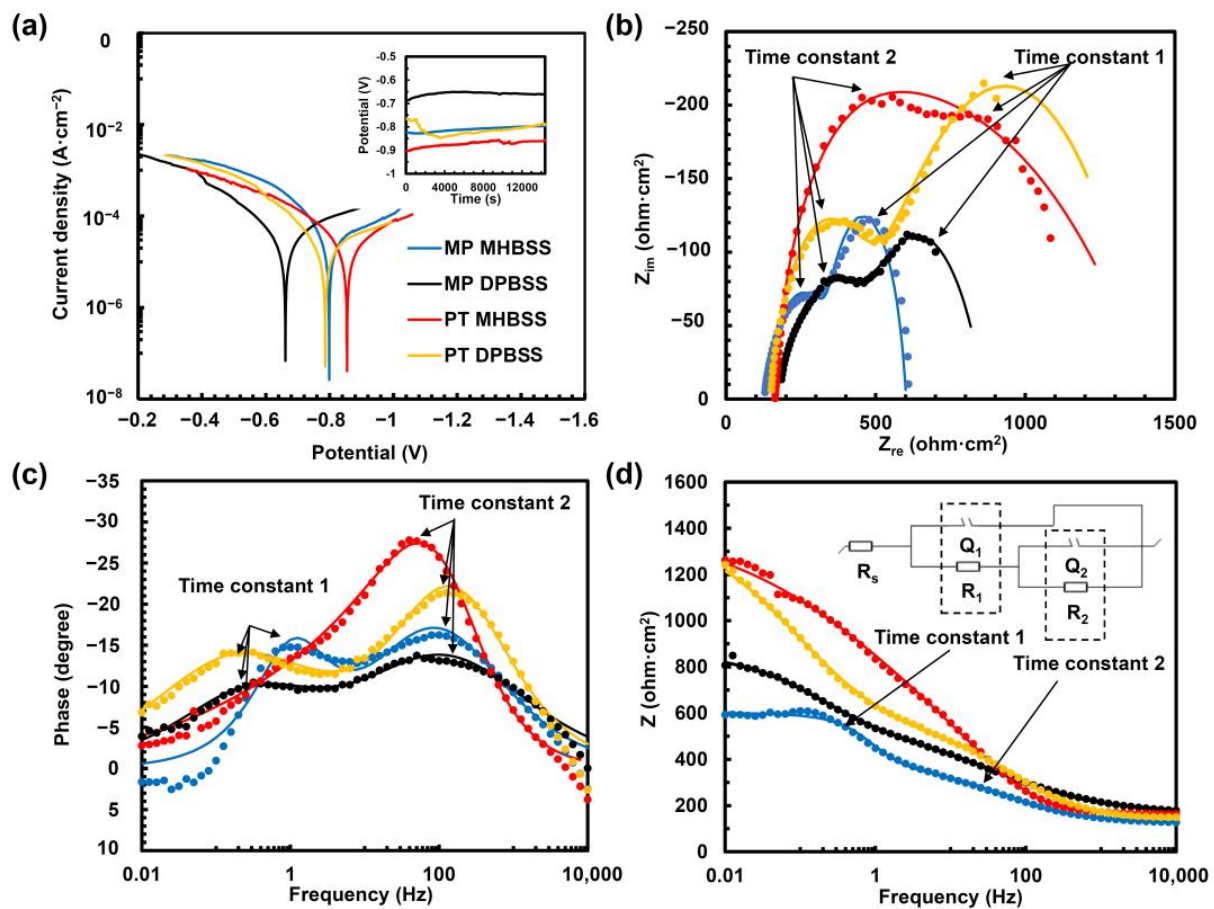 (a)
0
10⁻²
10⁻⁴
10⁻⁶
10⁻⁸
Current density (A·cm⁻²)
−0.2 −0.4 −0.6 −0.8 −1 −1.2 −1.4 −1.6
Potential (V)
-0.5
-0.6
-0.7
-0.8
-0.9
-1
Potential (V)
0 4000 8000 12000
Time (s)
MP MHBSS
MP DPBSS
PT MHBSS
PT DPBSS
(b)
−250
−200
−150
−100
−50
0
Z_im (ohm·cm²)
0 500 1000 1500
Z_re (ohm·cm²)
Time constant 2
Time constant 1
(c)
−35
−30
−25
−20
−15
−10
−5
0
5
10
Phase (degree)
0.01 1 100 10,000
Frequency (Hz)
Time constant 2
Time constant 1
(d)
1600
1400
1200
1000
800
600
400
200
0
Z (ohm·cm²)
0.01 1 100 10,000
Frequency (Hz)
R_s
Q₁
R₁
Q₂
R₂
Time constant 1
Time constant 2